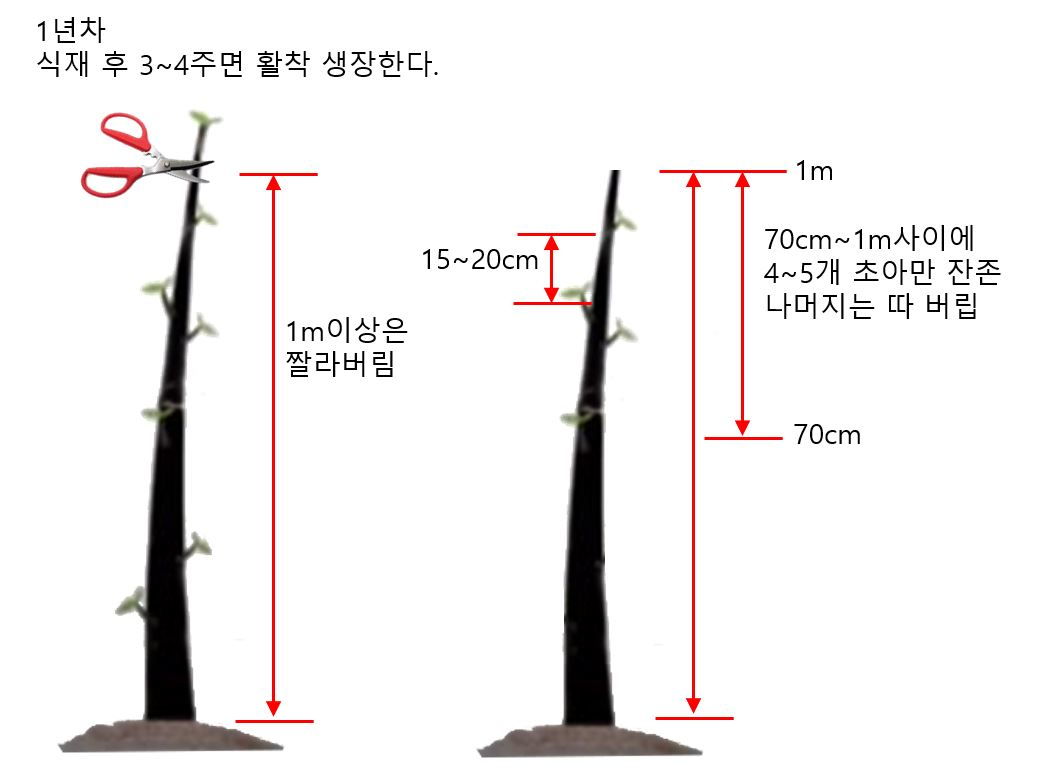 1년차
식재 후 3~4주면 활착 생장한다.
1m
15~20cm
70cm~1m사이에
4~5개 초아만 잔존
나머지는 따 버립
1m이상은
짤라버림
70cm